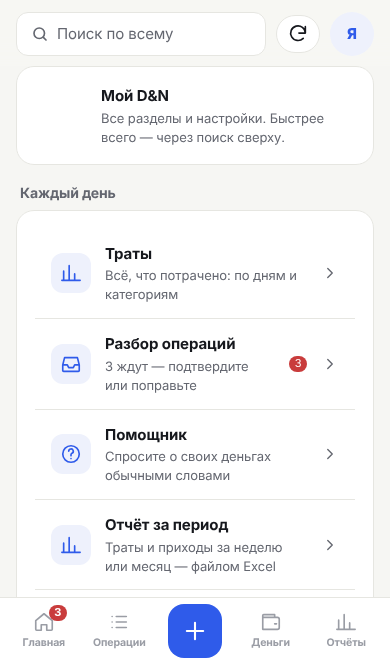 Поиск по всему
Я
Мой D&N
Все разделы и настройки. Быстрее
всего — через поиск сверху.
Каждый день
Траты
Всё, что потрачено: по дням и
категориям
Разбор операций
3 ждут — подтвердите
или поправьте
3
Помощник
Спросите о своих деньгах
обычными словами
Отчёт за период
Траты и приходы за неделю
или месяц — файлом Excel
3
Главная
Операции
Деньги
Отчёты